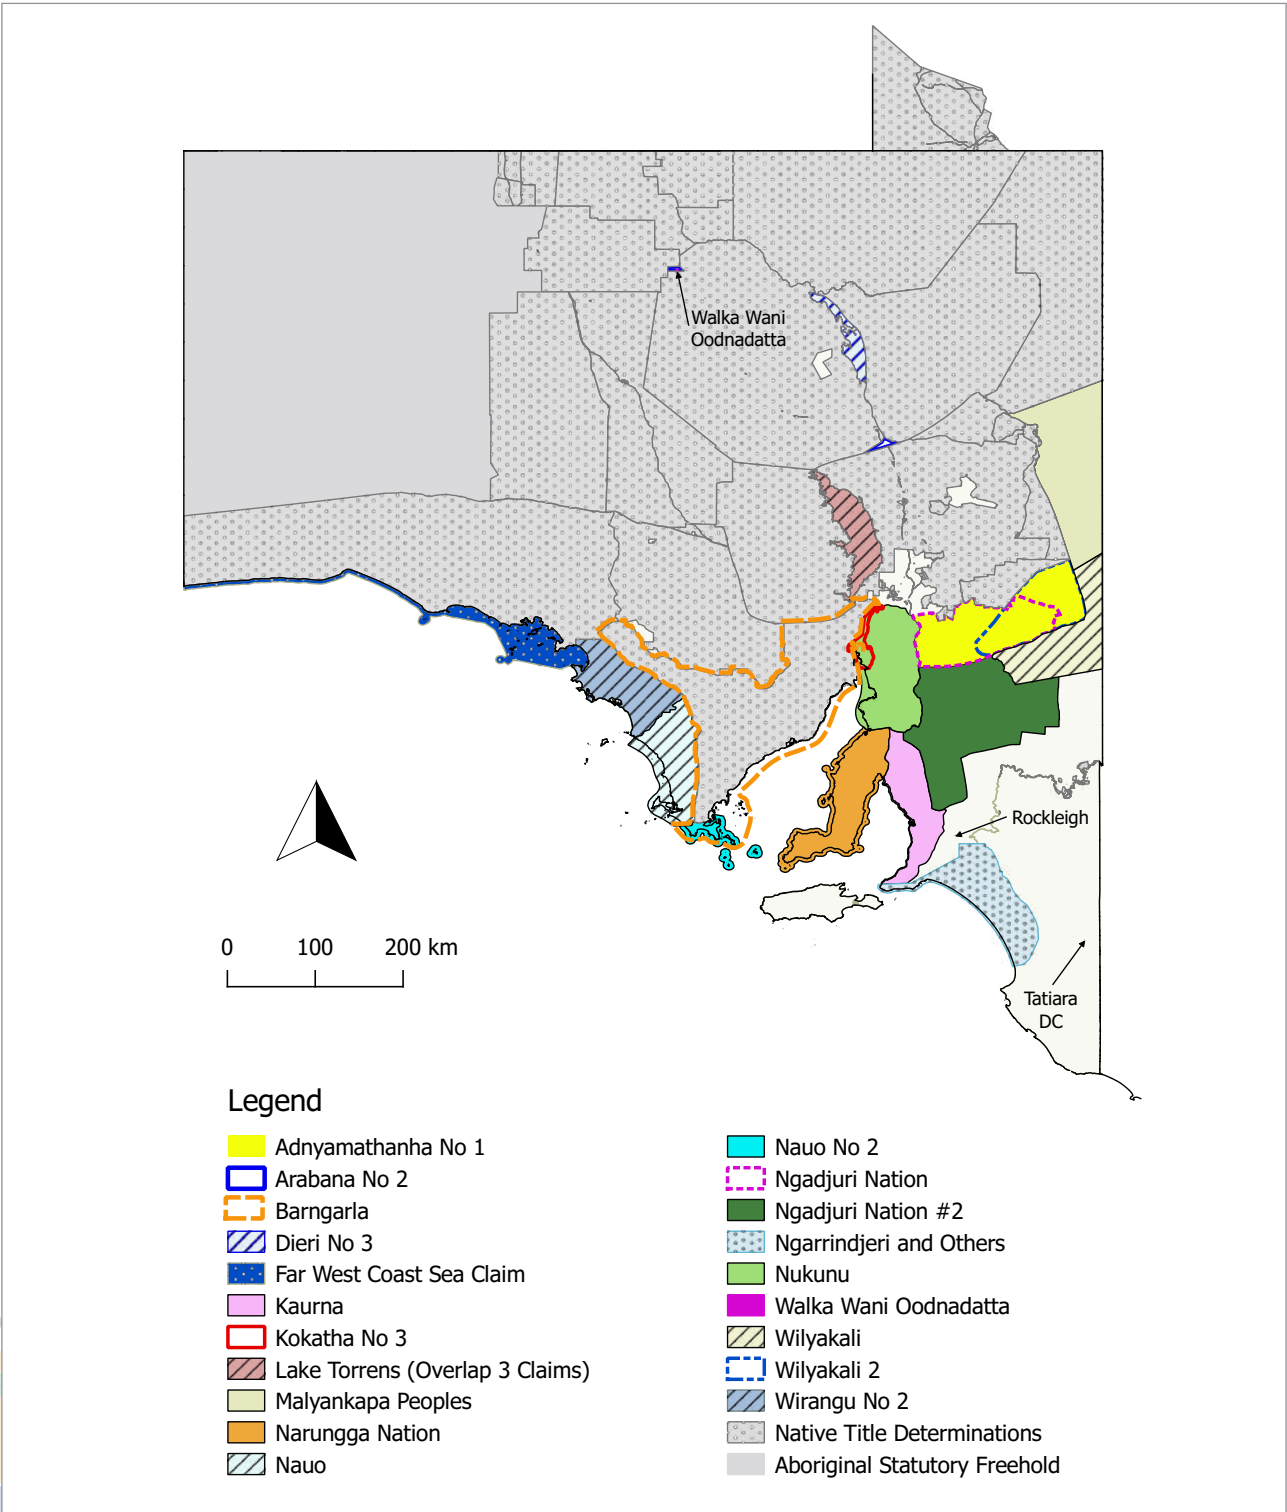 Walka Wani
Oodnadatta
Rockleigh
0 100 200 km
Tatiara
DC
Legend
Adnyamathanha No 1
Arabana No 2
Barngarla
Dieri No 3
Far West Coast Sea Claim
Kaurna
Kokatha No 3
Lake Torrens (Overlap 3 Claims)
Malyankapa Peoples
Narungga Nation
Nauo
Nauo No 2
Ngadjuri Nation
Ngadjuri Nation #2
Ngarrindjeri and Others
Nukunu
Walka Wani Oodnadatta
Wilyakali
Wilyakali 2
Wirangu No 2
Native Title Determinations
Aboriginal Statutory Freehold